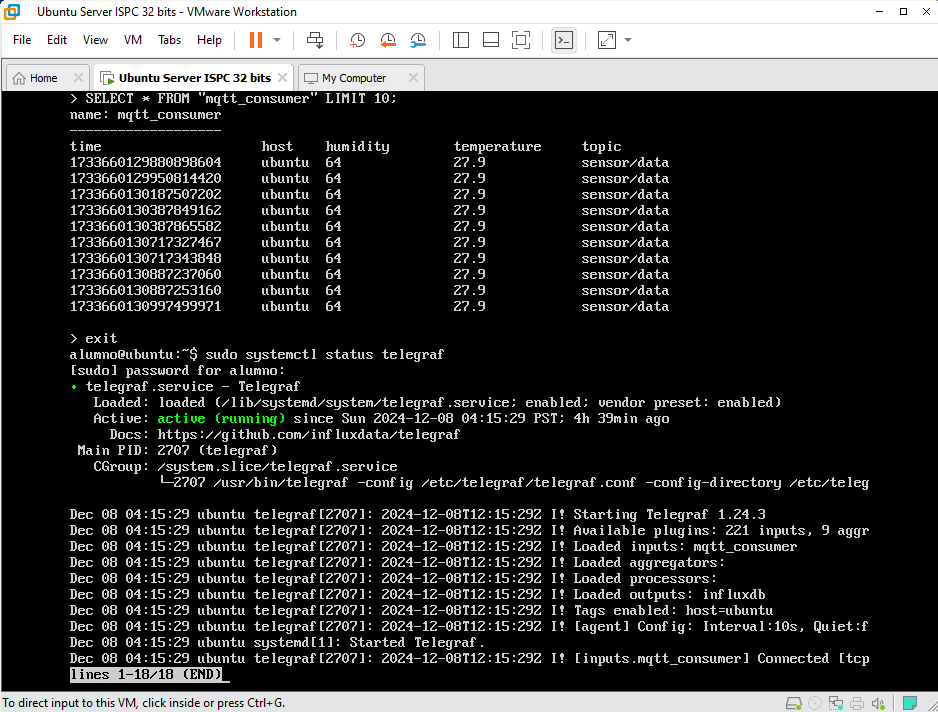 Ubuntu Server ISPC 32 bits - VMware Workstation
File Edit View VM Tabs Help
Home Ubuntu Server ISPC 32 bits My Computer
> SELECT * FROM "mqtt_consumer" LIMIT 10;
name: mqtt_consumer
-------------------
time host humidity temperature topic
1733660129880898604 ubuntu 64 27.9 sensor/data
1733660129950814420 ubuntu 64 27.9 sensor/data
1733660130187507202 ubuntu 64 27.9 sensor/data
1733660130387849162 ubuntu 64 27.9 sensor/data
1733660130387865582 ubuntu 64 27.9 sensor/data
1733660130717327467 ubuntu 64 27.9 sensor/data
1733660130717343848 ubuntu 64 27.9 sensor/data
1733660130887237060 ubuntu 64 27.9 sensor/data
1733660130887253160 ubuntu 64 27.9 sensor/data
1733660130997499971 ubuntu 64 27.9 sensor/data
> exit
alumno@ubuntu:~$ sudo systemctl status telegraf
[sudo] password for alumno:
• telegraf.service - Telegraf
Loaded: loaded (/lib/systemd/system/telegraf.service; enabled; vendor preset: enabled)
Active: active (running) since Sun 2024-12-08 04:15:29 PST; 4h 39min ago
Docs: https://github.com/influxdata/telegraf
Main PID: 2707 (telegraf)
CGroup: /system.slice/telegraf.service
└─2707 /usr/bin/telegraf -config /etc/telegraf/telegraf.conf -config-directory /etc/teleg
Dec 08 04:15:29 ubuntu telegraf[2707]: 2024-12-08T12:15:29Z I! Starting Telegraf 1.24.3
Dec 08 04:15:29 ubuntu telegraf[2707]: 2024-12-08T12:15:29Z I! Available plugins: 221 inputs, 9 aggr
Dec 08 04:15:29 ubuntu telegraf[2707]: 2024-12-08T12:15:29Z I! Loaded inputs: mqtt_consumer
Dec 08 04:15:29 ubuntu telegraf[2707]: 2024-12-08T12:15:29Z I! Loaded aggregators:
Dec 08 04:15:29 ubuntu telegraf[2707]: 2024-12-08T12:15:29Z I! Loaded processors:
Dec 08 04:15:29 ubuntu telegraf[2707]: 2024-12-08T12:15:29Z I! Loaded outputs: influxdb
Dec 08 04:15:29 ubuntu telegraf[2707]: 2024-12-08T12:15:29Z I! Tags enabled: host=ubuntu
Dec 08 04:15:29 ubuntu telegraf[2707]: 2024-12-08T12:15:29Z I! [agent] Config: Interval:10s, Quiet:f
Dec 08 04:15:29 ubuntu systemd[1]: Started Telegraf.
Dec 08 04:15:29 ubuntu telegraf[2707]: 2024-12-08T12:15:29Z I! [inputs.mqtt_consumer] Connected [tcp
lines 1-18/18 (END)
To direct input to this VM, click inside or press Ctrl+G.